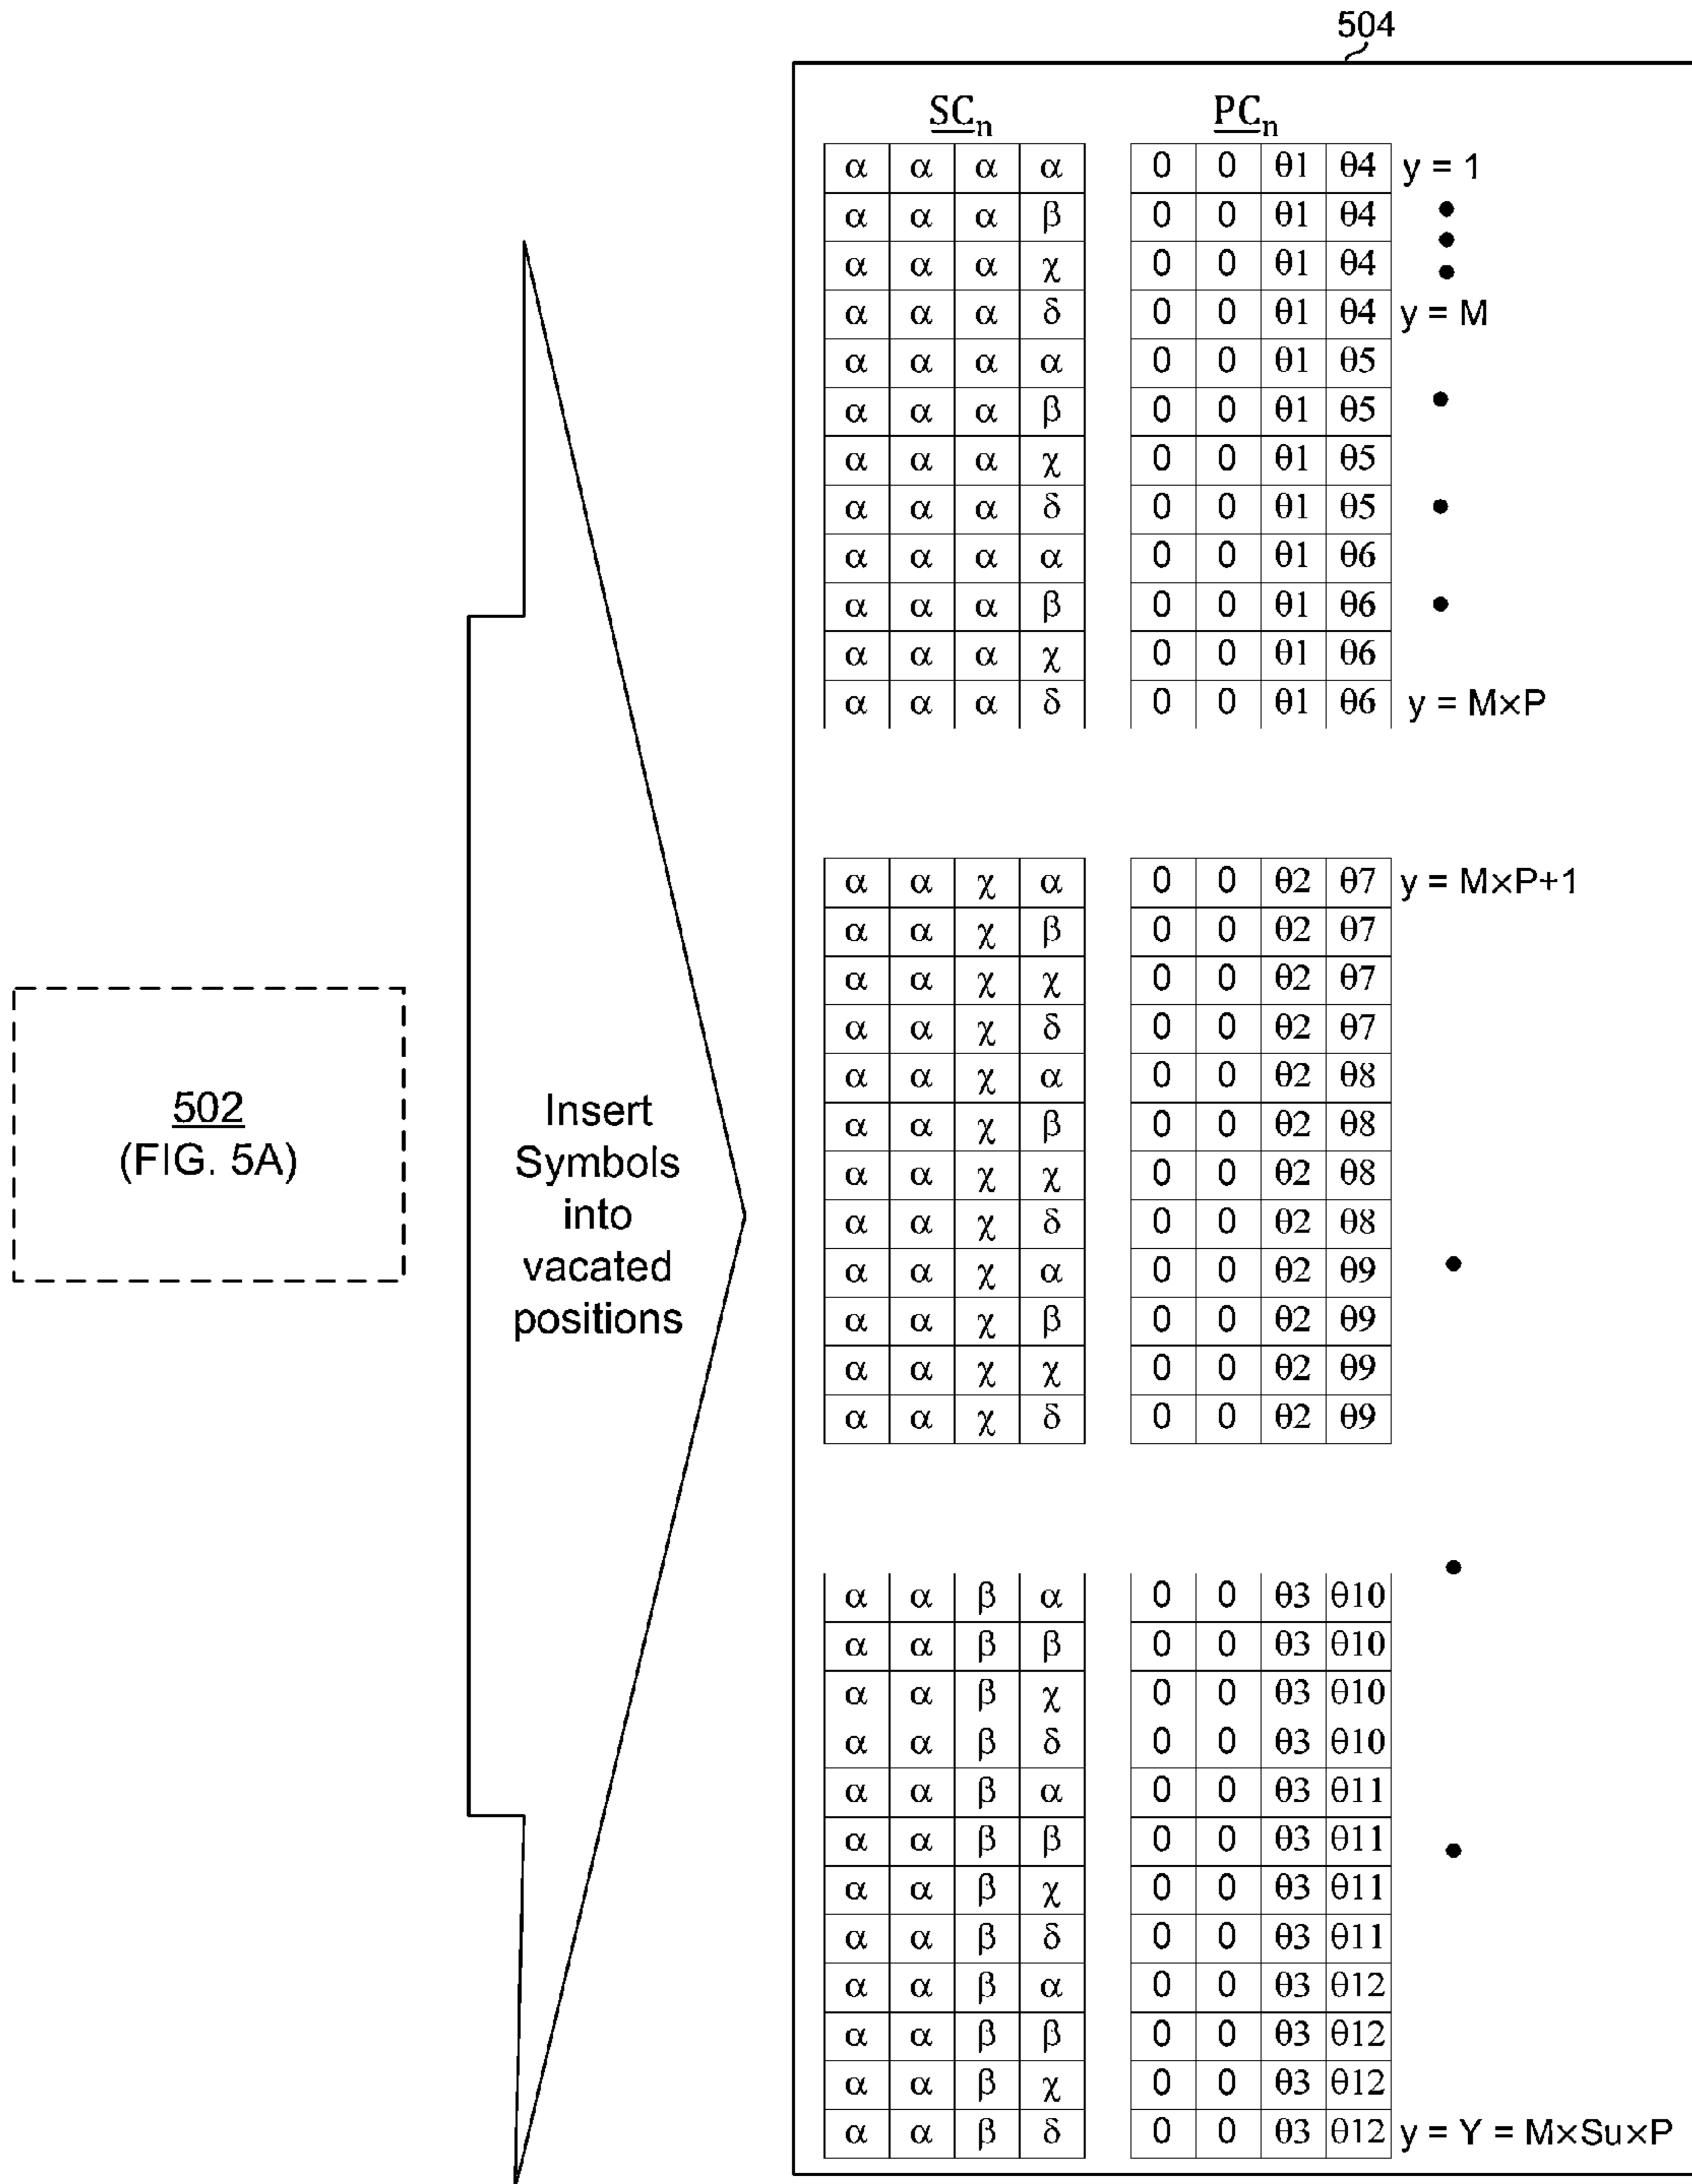 504
SCn PCn
α α α α 0 0 θ1 θ4 y = 1
α α α β 0 0 θ1 θ4
α α α χ 0 0 θ1 θ4
α α α δ 0 0 θ1 θ4 y = M
α α α α 0 0 θ1 θ5
α α α β 0 0 θ1 θ5
α α α χ 0 0 θ1 θ5
α α α δ 0 0 θ1 θ5
α α α α 0 0 θ1 θ6
α α α β 0 0 θ1 θ6
α α α χ 0 0 θ1 θ6
α α α δ 0 0 θ1 θ6 y = M×P
α α χ α 0 0 θ2 θ7 y = M×P+1
α α χ β 0 0 θ2 θ7
α α χ χ 0 0 θ2 θ7
α α χ δ 0 0 θ2 θ7
α α χ α 0 0 θ2 θ8
α α χ β 0 0 θ2 θ8
α α χ χ 0 0 θ2 θ8
α α χ δ 0 0 θ2 θ8
α α χ α 0 0 θ2 θ9
α α χ β 0 0 θ2 θ9
α α χ χ 0 0 θ2 θ9
α α χ δ 0 0 θ2 θ9
α α β α 0 0 θ3 θ10
α α β β 0 0 θ3 θ10
α α β χ 0 0 θ3 θ10
α α β δ 0 0 θ3 θ10
α α β α 0 0 θ3 θ11
α α β β 0 0 θ3 θ11
α α β χ 0 0 θ3 θ11
α α β δ 0 0 θ3 θ11
α α β α 0 0 θ3 θ12
α α β β 0 0 θ3 θ12
α α β χ 0 0 θ3 θ12
α α β δ 0 0 θ3 θ12 y = Y = M×Su×P
502
(FIG. 5A)
Insert
Symbols
into
vacated
positions